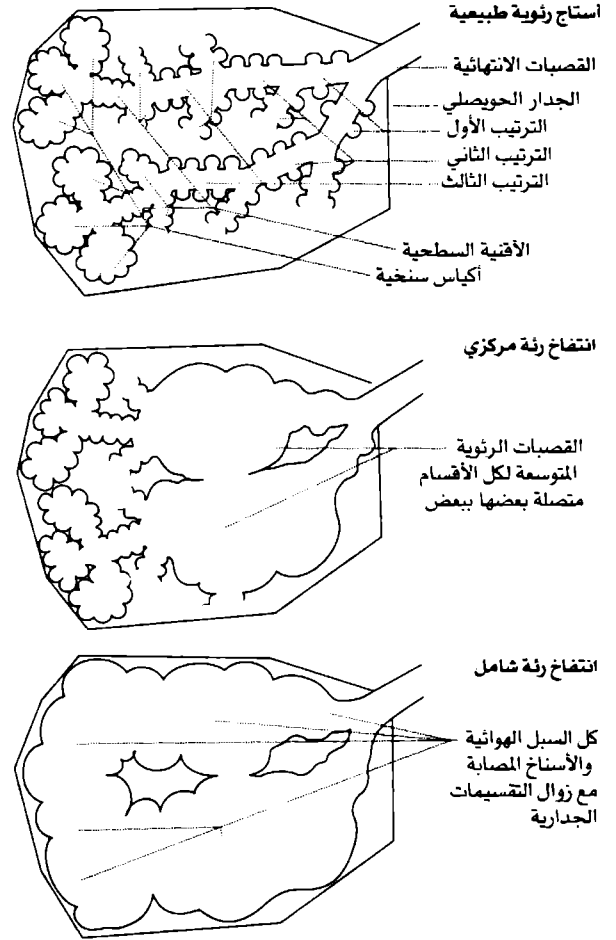 أستاج رئوية طبيعية
القصبات الانتهائية
الجدار الحويصلي
الترتيب الأول
الترتيب الثاني
الترتيب الثالث
الأقنية السطحية
أكياس سنخية
انتفاخ رئة مركزي
القصبات الرئوية
المتوسعة لكل الأقسام
متصلة بعضها ببعض
انتفاخ رئة شامل
كل السبل الهوائية
والأسناخ المصابة
مع زوال التقسيمات
الجدارية